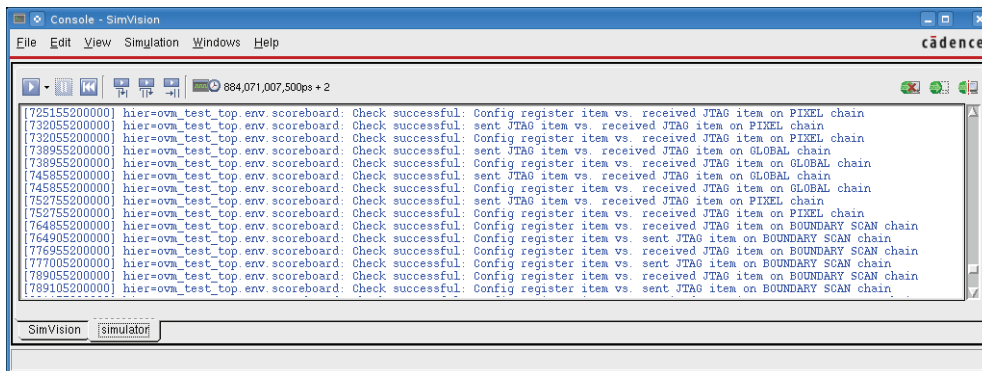 Console - SimVision
File Edit View Simulation Windows Help
cādence
884,071,007,500ps + 2
[725155200000] hier=ovm_test_top.env.scoreboard: Check successful: Config register item vs. received JTAG item on PIXEL chain
[732055200000] hier=ovm_test_top.env.scoreboard: Check successful: sent JTAG item vs. received JTAG item on PIXEL chain
[732055200000] hier=ovm_test_top.env.scoreboard: Check successful: Config register item vs. received JTAG item on PIXEL chain
[738955200000] hier=ovm_test_top.env.scoreboard: Check successful: sent JTAG item vs. received JTAG item on GLOBAL chain
[738955200000] hier=ovm_test_top.env.scoreboard: Check successful: Config register item vs. received JTAG item on GLOBAL chain
[745855200000] hier=ovm_test_top.env.scoreboard: Check successful: sent JTAG item vs. received JTAG item on GLOBAL chain
[745855200000] hier=ovm_test_top.env.scoreboard: Check successful: Config register item vs. received JTAG item on GLOBAL chain
[752755200000] hier=ovm_test_top.env.scoreboard: Check successful: sent JTAG item vs. received JTAG item on PIXEL chain
[752755200000] hier=ovm_test_top.env.scoreboard: Check successful: Config register item vs. received JTAG item on PIXEL chain
[764855200000] hier=ovm_test_top.env.scoreboard: Check successful: Config register item vs. received JTAG item on BOUNDARY SCAN chain
[764905200000] hier=ovm_test_top.env.scoreboard: Check successful: Config register item vs. sent JTAG item on BOUNDARY SCAN chain
[776955200000] hier=ovm_test_top.env.scoreboard: Check successful: Config register item vs. received JTAG item on BOUNDARY SCAN chain
[777005200000] hier=ovm_test_top.env.scoreboard: Check successful: Config register item vs. sent JTAG item on BOUNDARY SCAN chain
[789055200000] hier=ovm_test_top.env.scoreboard: Check successful: Config register item vs. received JTAG item on BOUNDARY SCAN chain
[789105200000] hier=ovm_test_top.env.scoreboard: Check successful: Config register item vs. sent JTAG item on BOUNDARY SCAN chain
SimVision simulator